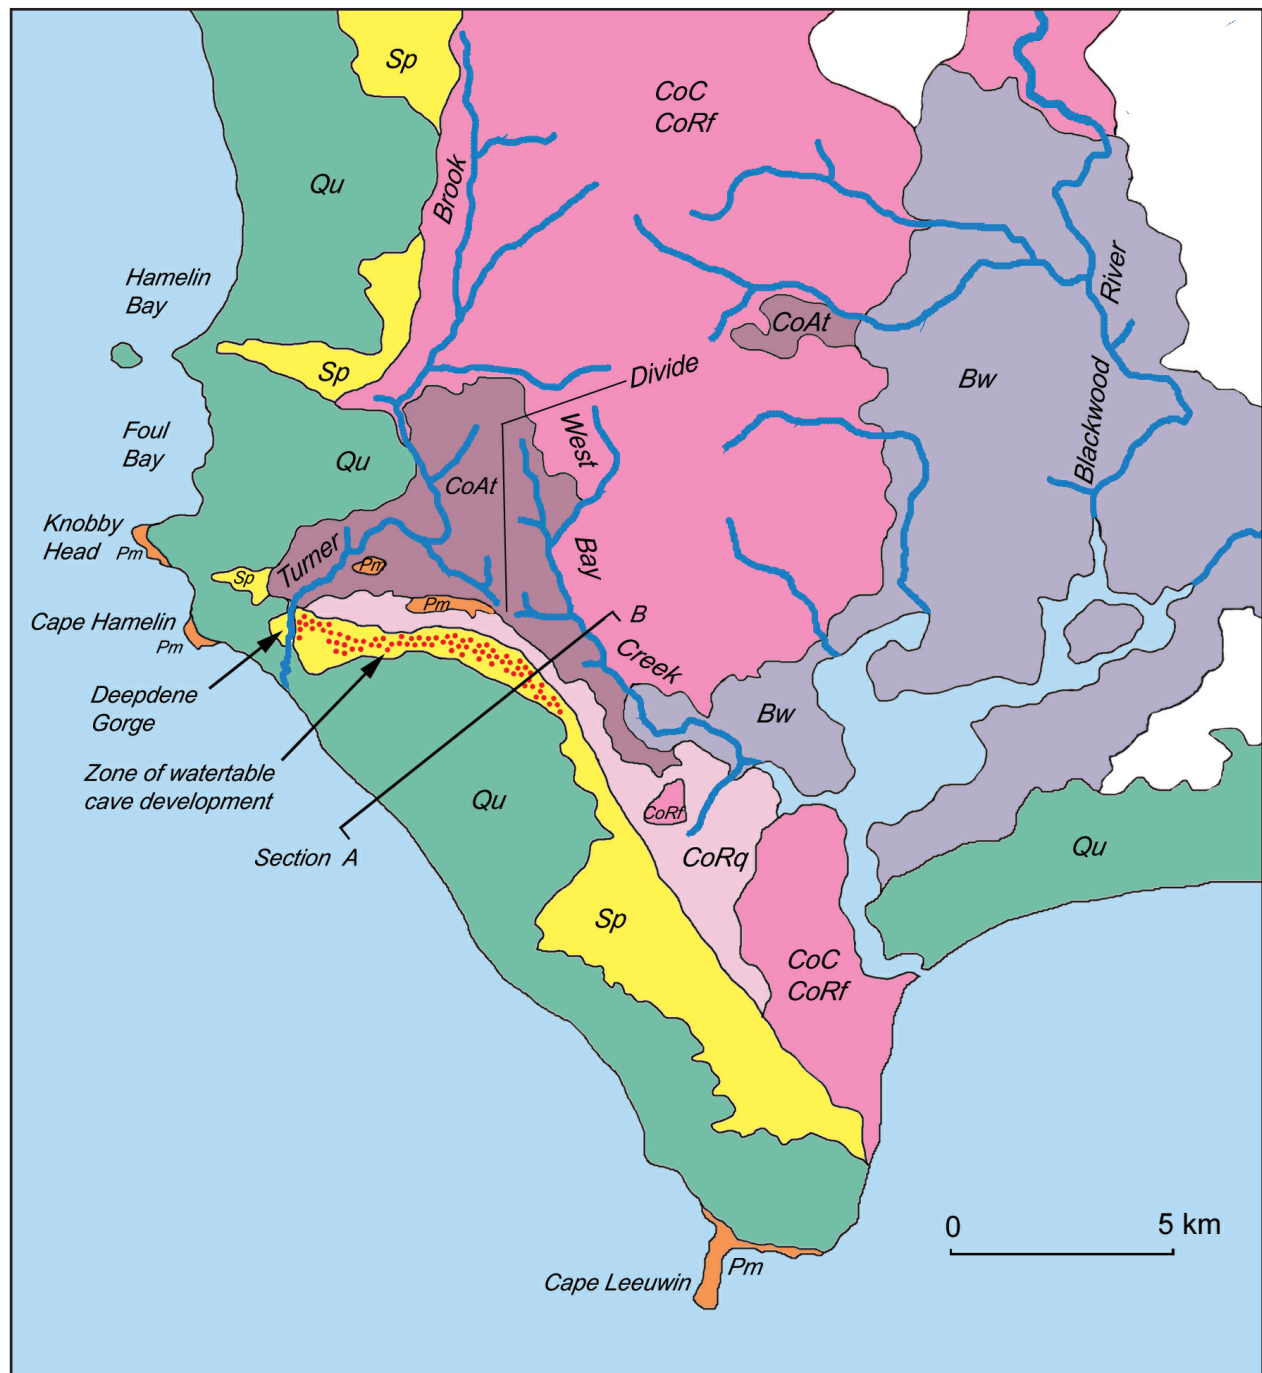 Sp
CoC
CoRf
Qu
Brook
Hamelin
Bay
River
CoAt
Sp
Divide
Bw
Foul
Bay
West
Qu
CoAt
Blackwood
Knobby
Head
Pm
Turner
Bay
Sp
Pm
Pm
Cape Hamelin
Pm
B
Creek
Deepdene
Gorge
Bw
Zone of watertable
cave development
Qu
CoRf
Section A
CoRq
Qu
Sp
CoC
CoRf
0
5 km
Cape Leeuwin
Pm